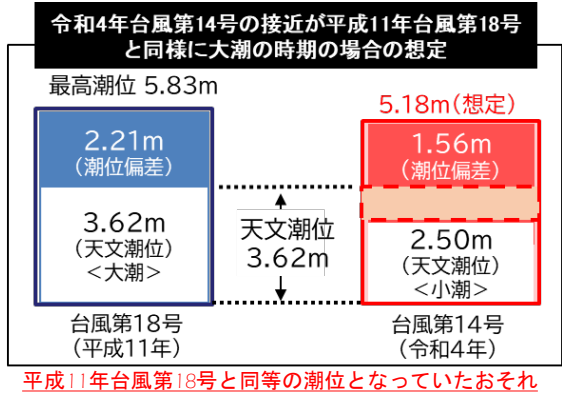 令和4年台風第14号の接近が平成11年台風第18号
と同様に大潮の時期の場合の想定
最高潮位 5.83m
2.21m
(潮位偏差)
3.62m
(天文潮位)
<大潮>
台風第18号
(平成11年)
天文潮位
3.62m
5.18m(想定)
1.56m
(潮位偏差)
2.50m
(天文潮位)
<小潮>
台風第14号
(令和4年)
平成11年台風第18号と同等の潮位となっていたおそれ